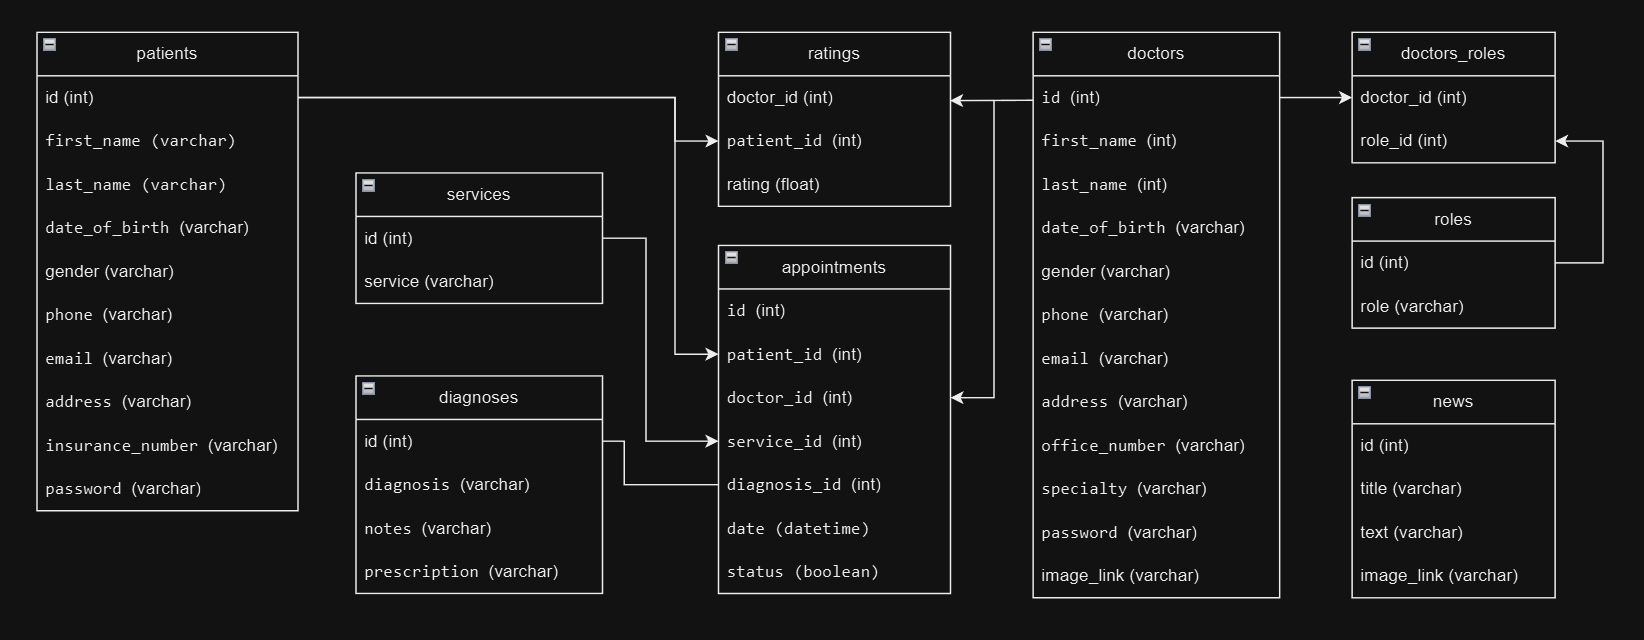 patients
id (int)
first_name (varchar)
last_name (varchar)
date_of_birth (varchar)
gender (varchar)
phone (varchar)
email (varchar)
address (varchar)
insurance_number (varchar)
password (varchar)
services
id (int)
service (varchar)
diagnoses
id (int)
diagnosis (varchar)
notes (varchar)
prescription (varchar)
ratings
doctor_id (int)
patient_id (int)
rating (float)
appointments
id (int)
patient_id (int)
doctor_id (int)
service_id (int)
diagnosis_id (int)
date (datetime)
status (boolean)
doctors
id (int)
first_name (int)
last_name (int)
date_of_birth (varchar)
gender (varchar)
phone (varchar)
email (varchar)
address (varchar)
office_number (varchar)
specialty (varchar)
password (varchar)
image_link (varchar)
doctors_roles
doctor_id (int)
role_id (int)
roles
id (int)
role (varchar)
news
id (int)
title (varchar)
text (varchar)
image_link (varchar)